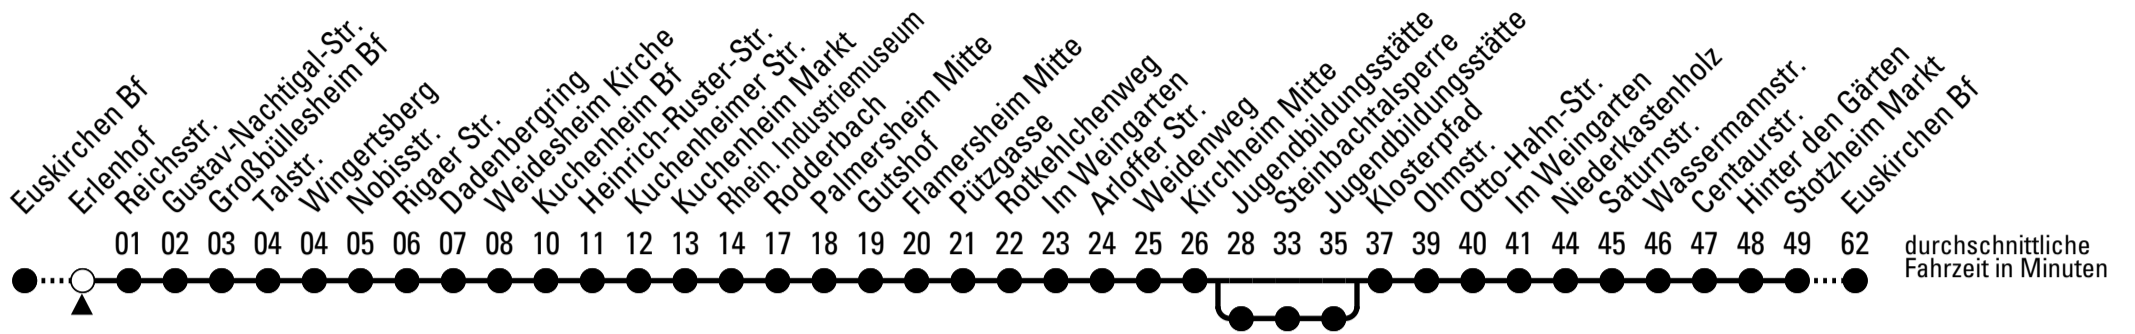 Euskirchen Bf
Erlenhof
Reichsstr.
Gustav-Nachtigal-Str.
Großbüllesheim Bf
Talstr.
Wingertsberg
Nobisstr.
Rigaer Str.
Dadenbergring
Weidesheim Kirche
Kuchenheim Bf
Heinrich-Ruster-Str.
Kuchenheimer Str.
Kuchenheim Markt
Rhein. Industriemuseum
Rodderbach
Palmersheim Mitte
Gutshof
Flamersheim Mitte
Pützgasse
Rotkehlchenweg
Im Weingarten
Arloffer Str.
Weidenweg
Kirchheim Mitte
Jugendbildungsstätte
Steinbachtalsperre
Jugendbildungsstätte
Klosterpfad
Ohmstr.
Otto-Hahn-Str.
Im Weingarten
Niederkastenholz
Saturnstr.
Wassermannstr.
Centaurstr.
Hinter den Gärten
Stotzheim Markt
Euskirchen Bf
01 02 03 04 04 05 06 07 08 10 11 12 13 14 17 18 19 20 21 22 23 24 25 26 28 33 35 37 39 40 41 44 45 46 47 48 49 62
durchschnittliche
Fahrzeit in Minuten